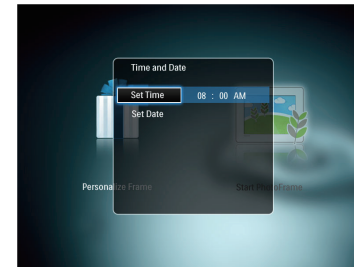 Time and Date
Set Time 08 : 00 AM
Set Date
Personalize Frame
Start PhotoFrame